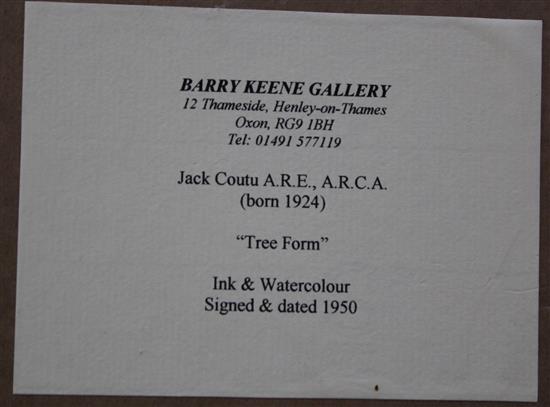 BARRY KEENE GALLERY
12 Thameside, Henley-on-Thames
Oxon, RG9 1BH
Tel: 01491 577119
Jack Coutu A.R.E., A.R.C.A.
(born 1924)
“Tree Form”
Ink & Watercolour
Signed & dated 1950